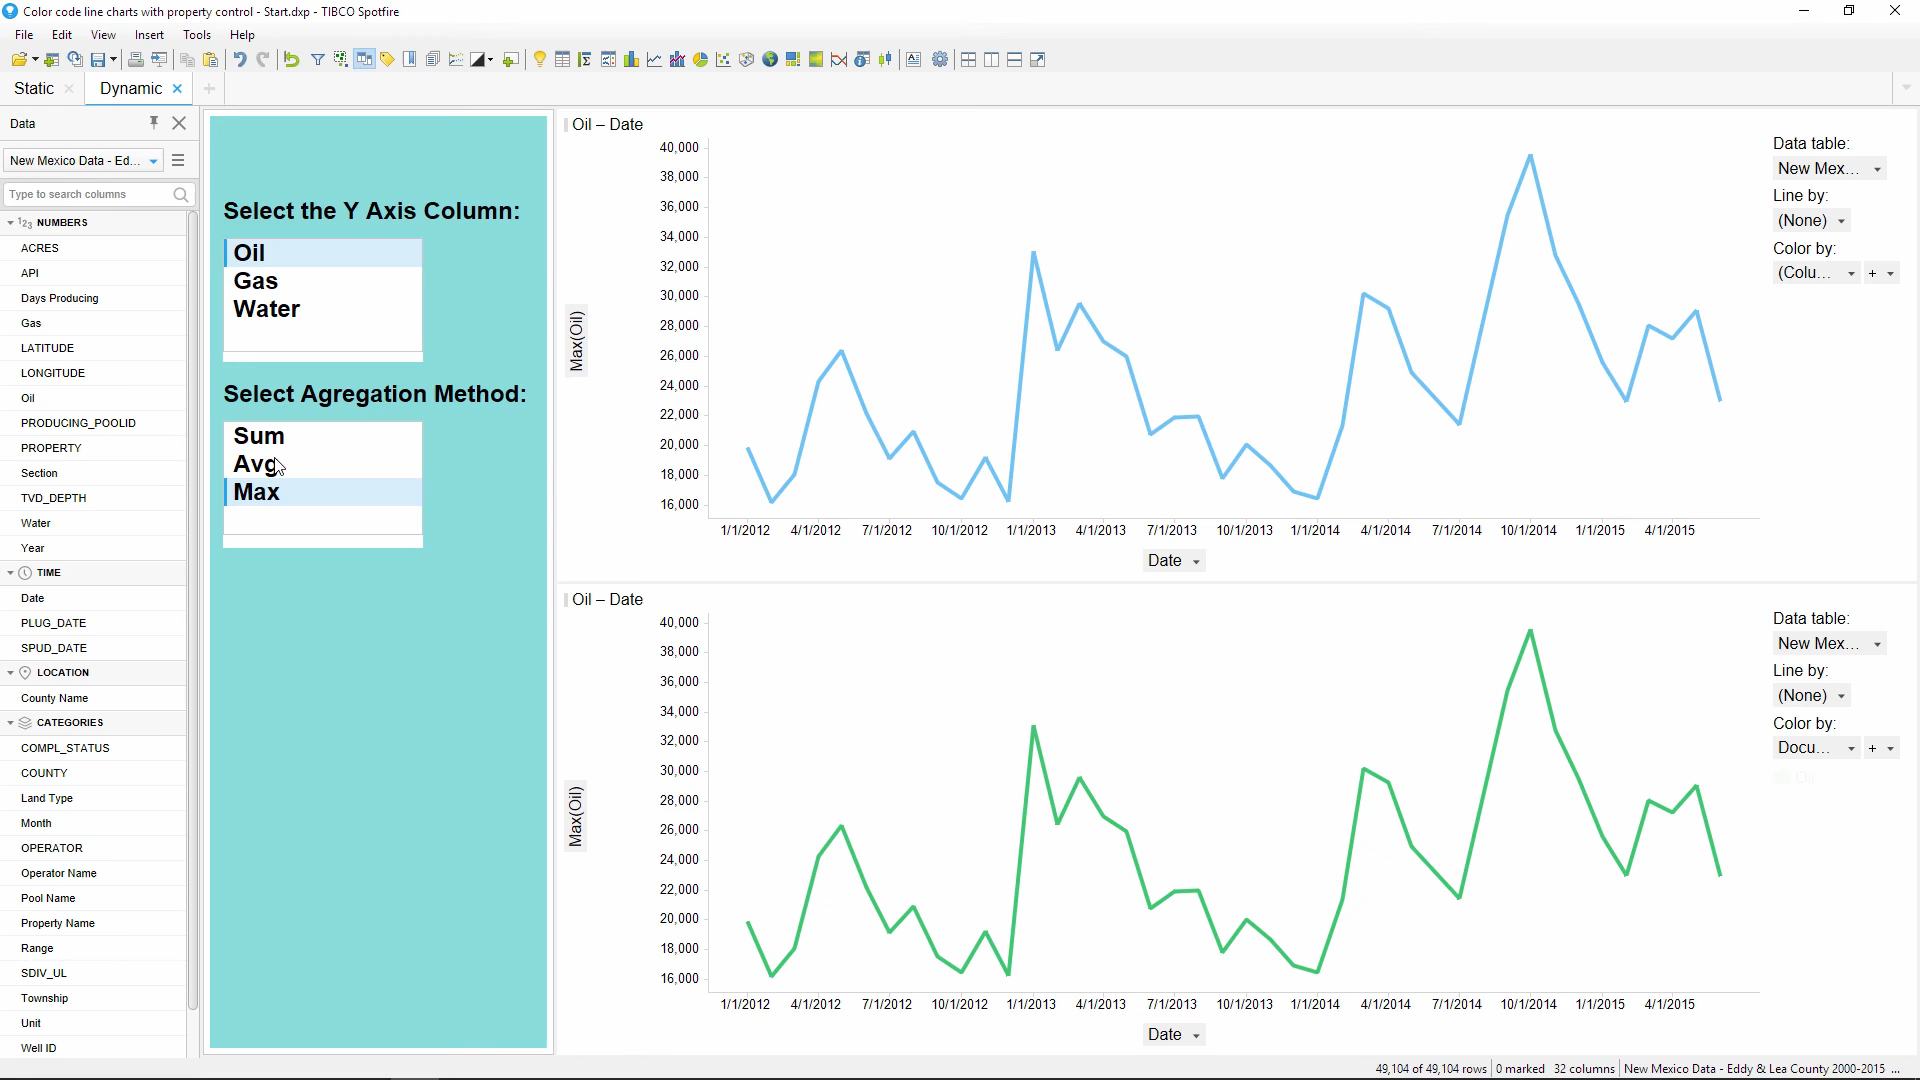 Color code line charts with property control - Start.dxp - TIBCO Spotfire
File Edit View Insert Tools Help
Static Dynamic
Data
New Mexico Data - Ed...
Type to search columns
NUMBERS
ACRES
API
Days Producing
Gas
LATITUDE
LONGITUDE
Oil
PRODUCING_POOLID
PROPERTY
Section
TVD_DEPTH
Water
Year
TIME
Date
PLUG_DATE
SPUD_DATE
LOCATION
County Name
CATEGORIES
COMPL_STATUS
COUNTY
Land Type
Month
OPERATOR
Operator Name
Pool Name
Property Name
Range
SDIV_UL
Township
Unit
Well ID
Select the Y Axis Column:
Oil
Gas
Water
Select Agregation Method:
Sum
Avg
Max
Oil – Date
40,000
38,000
36,000
34,000
32,000
30,000
28,000
26,000
24,000
22,000
20,000
18,000
16,000
Max(Oil)
1/1/2012 4/1/2012 7/1/2012 10/1/2012 1/1/2013 4/1/2013 7/1/2013 10/1/2013 1/1/2014 4/1/2014 7/1/2014 10/1/2014 1/1/2015 4/1/2015
Date
Data table:
New Mex...
Line by:
(None)
Color by:
(Colu... +
Oil – Date
40,000
38,000
36,000
34,000
32,000
30,000
28,000
26,000
24,000
22,000
20,000
18,000
16,000
Max(Oil)
1/1/2012 4/1/2012 7/1/2012 10/1/2012 1/1/2013 4/1/2013 7/1/2013 10/1/2013 1/1/2014 4/1/2014 7/1/2014 10/1/2014 1/1/2015 4/1/2015
Date
Data table:
New Mex...
Line by:
(None)
Color by:
Docu... +
Oil
49,104 of 49,104 rows 0 marked 32 columns New Mexico Data - Eddy & Lea County 2000-2015 ...